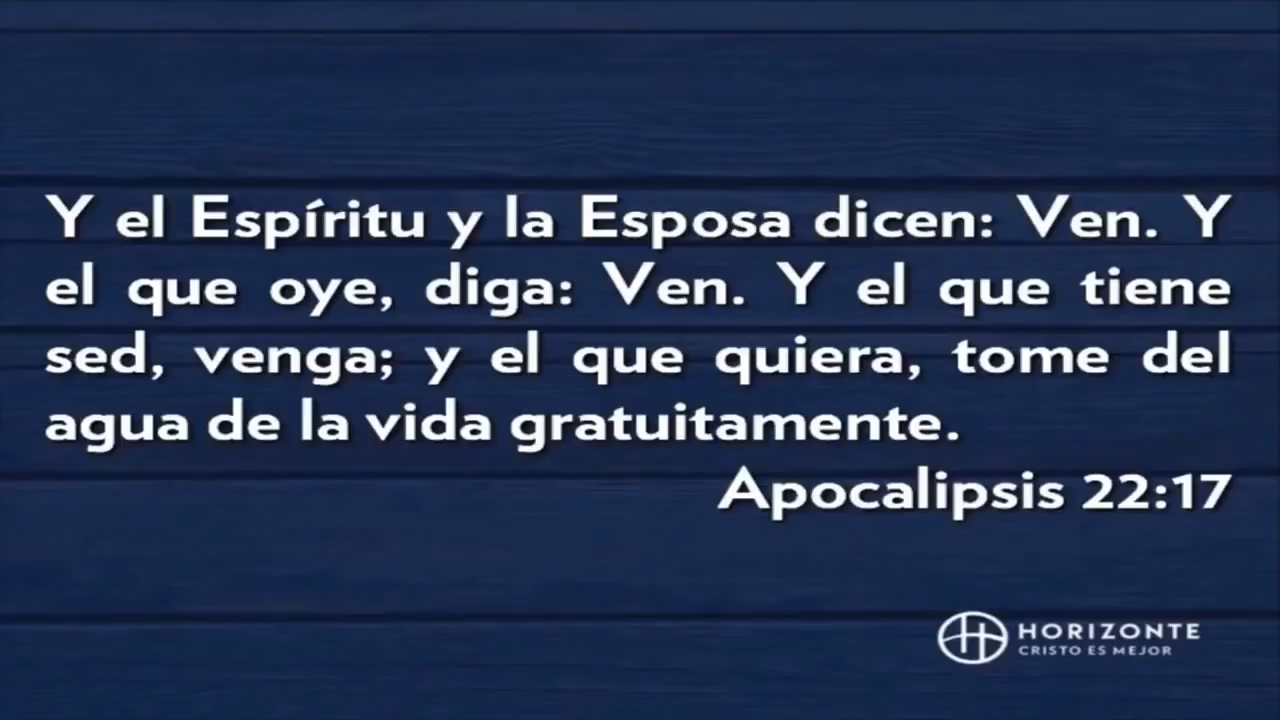 Y el Espíritu y la Esposa dicen: Ven. Y
el que oye, diga: Ven. Y el que tiene
sed, venga; y el que quiera, tome del
agua de la vida gratuitamente.
Apocalipsis 22:17
HORIZONTE
CRISTO ES MEJOR